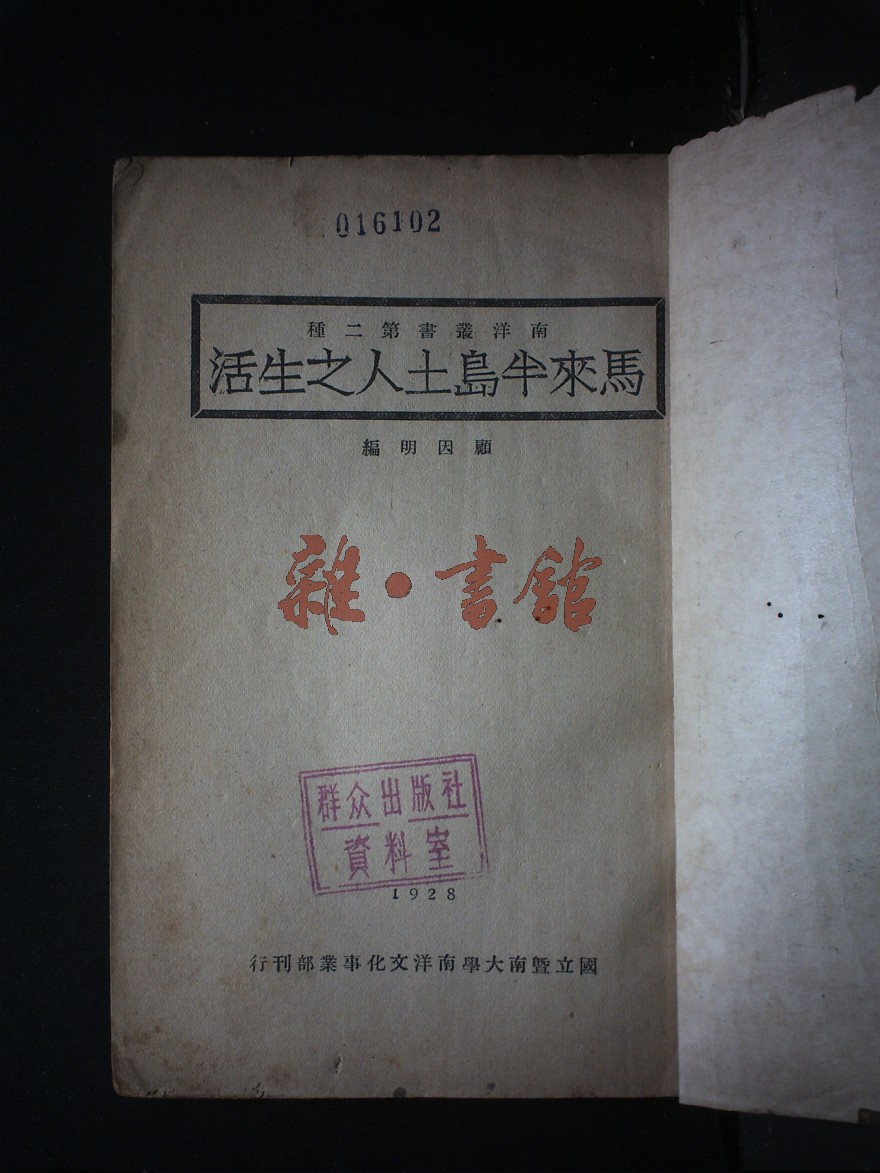 016102
南洋叢書第二種
馬來半島土人之生活
顧因明編
雜·書館
群众出版社
資料室
1928
國立暨南大學南洋文化事業部刊行